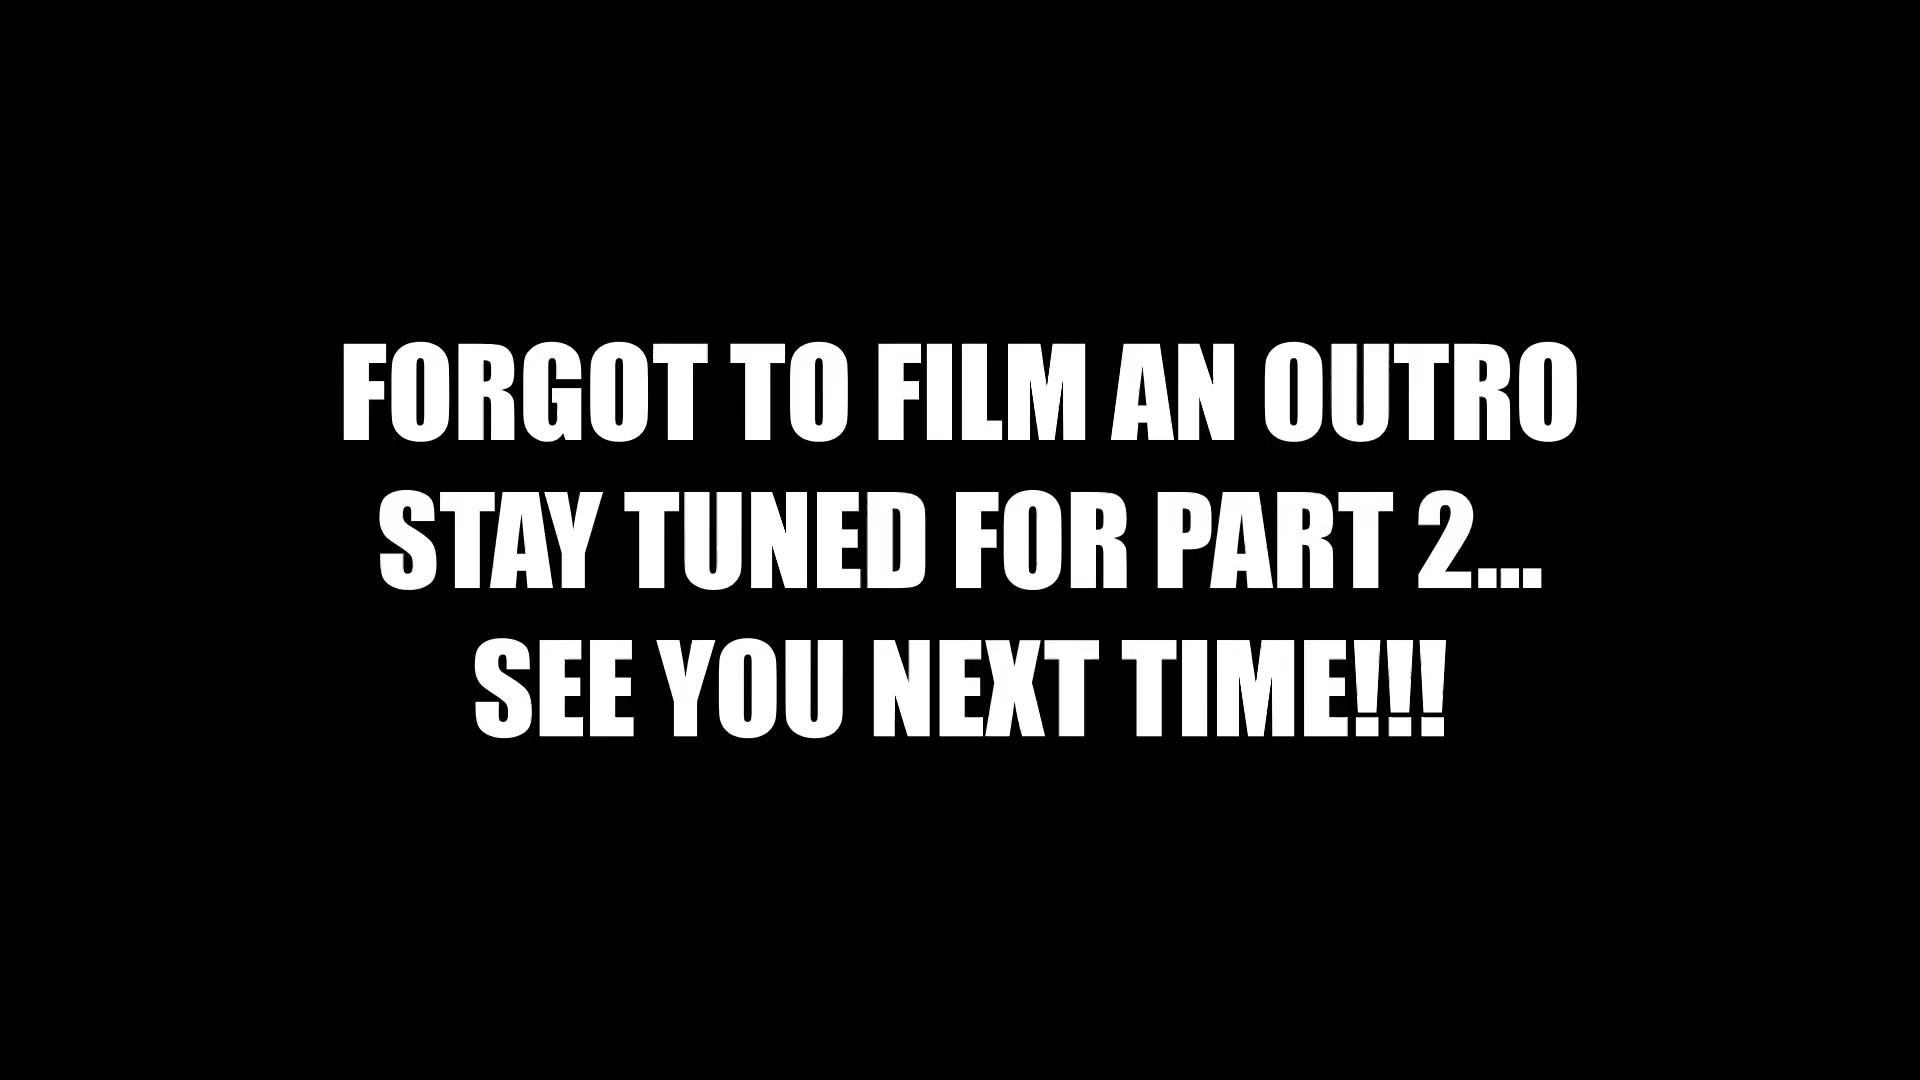 FORGOT TO FILM AN OUTRO
STAY TUNED FOR PART 2...
SEE YOU NEXT TIME!!!